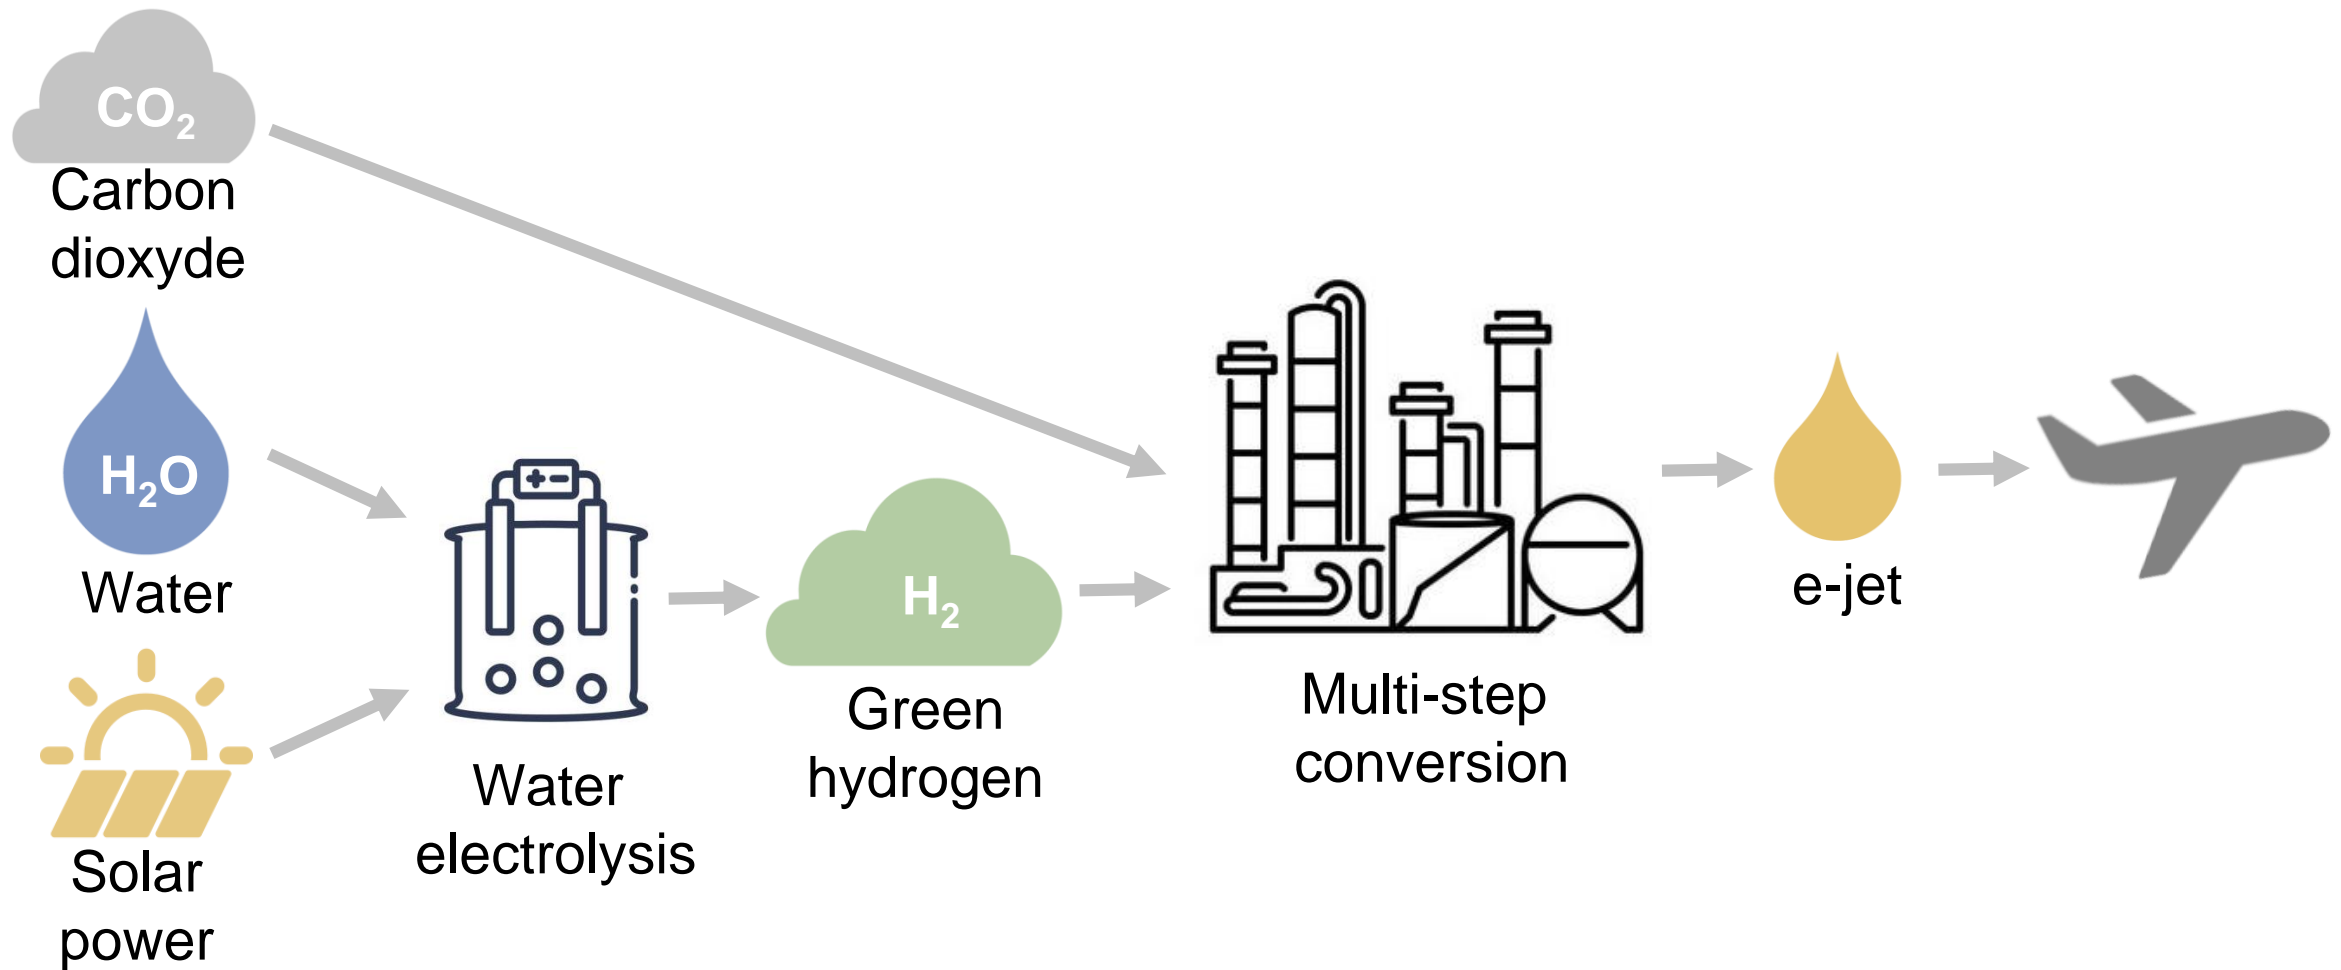 CO₂
Carbon
dioxyde
H₂O
Water
Solar
power
+ -
Water
electrolysis
H₂
Green
hydrogen
Multi-step
conversion
e-jet